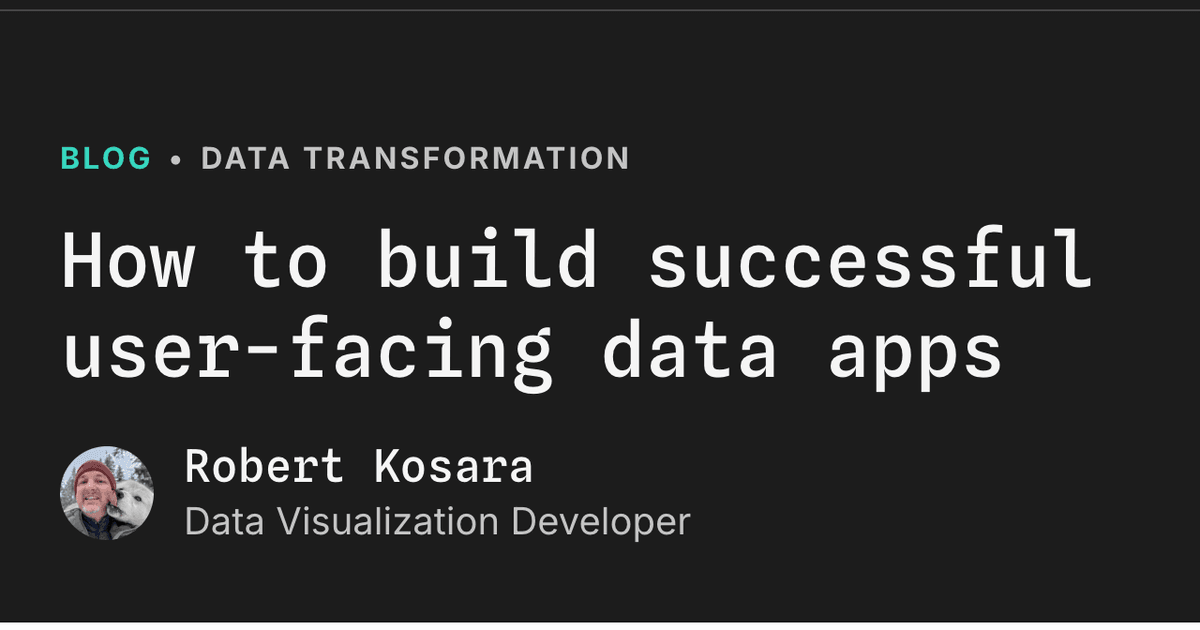 BLOG • DATA TRANSFORMATION
How to build successful
user-facing data apps
Robert Kosara
Data Visualization Developer